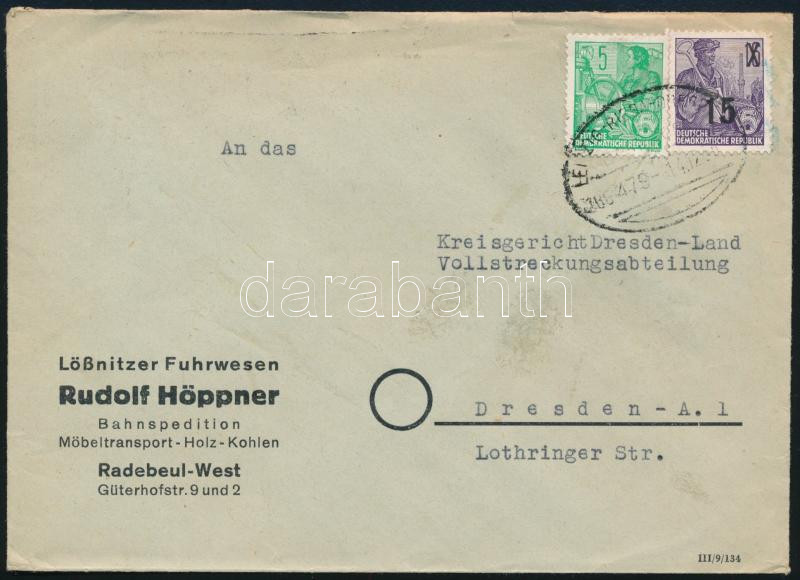 5
15
DEUTSCHE
DEMOKRATISCHE REPUBLIK
DEUTSCHE
DEMOKRATISCHE REPUBLIK
An das
Kreisgericht Dresden-Land
Vollstreckungsabteilung
darabanth
Lößnitzer Fuhrwesen
Rudolf Höppner
Bahnspedition
Möbeltransport - Holz - Kohlen
Radebeul-West
Güterhofstr. 9 und 2
Dresden-A.1
Lothringer Str.
III/9/134